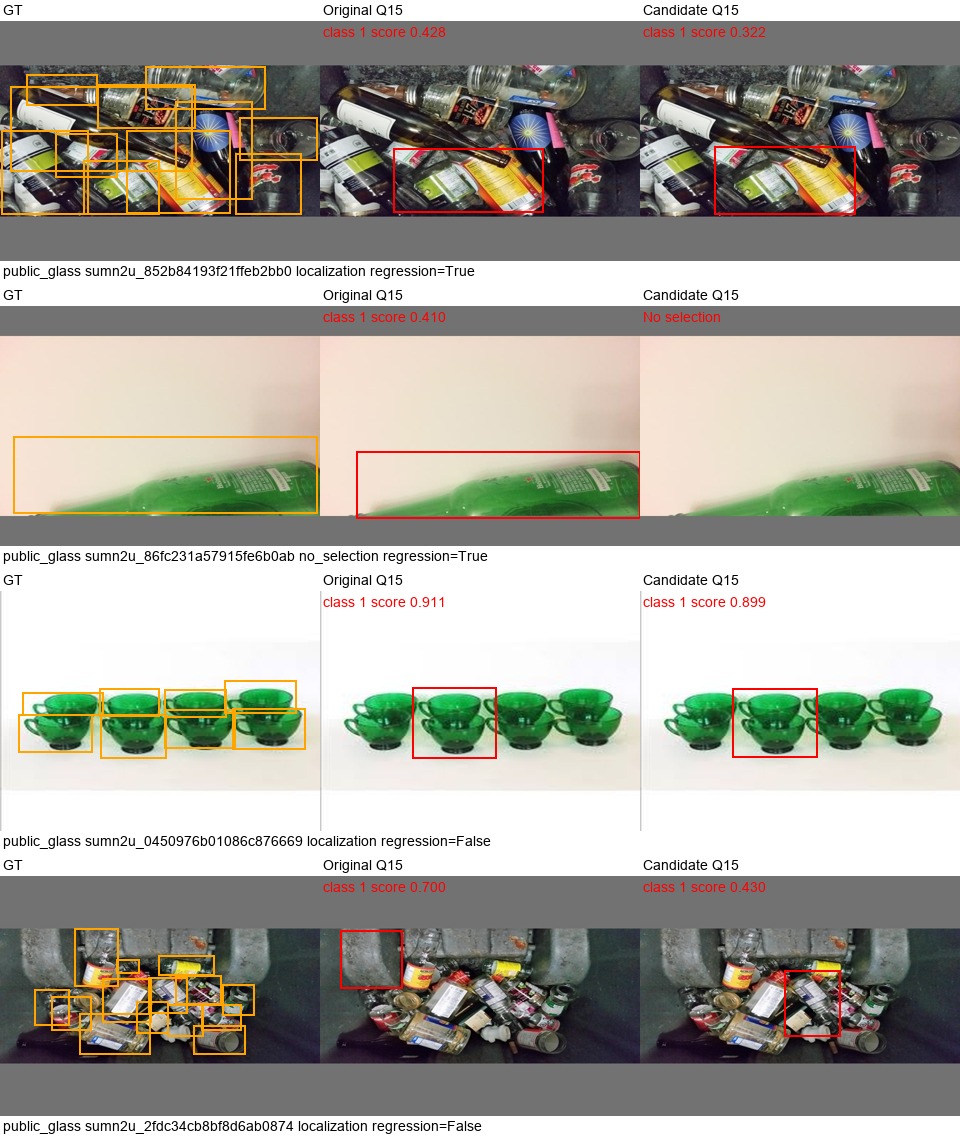 GT
Original Q15
Candidate Q15
class 1 score 0.428
class 1 score 0.322
public_glass sumn2u_852b84193f21ffeb2bb0 localization regression=True
GT
Original Q15
Candidate Q15
class 1 score 0.410
No selection
public_glass sumn2u_86fc231a57915fe6b0ab no_selection regression=True
GT
Original Q15
Candidate Q15
class 1 score 0.911
class 1 score 0.899
public_glass sumn2u_0450976b01086c876669 localization regression=False
GT
Original Q15
Candidate Q15
class 1 score 0.700
class 1 score 0.430
public_glass sumn2u_2fdc34cb8bf8d6ab0874 localization regression=False